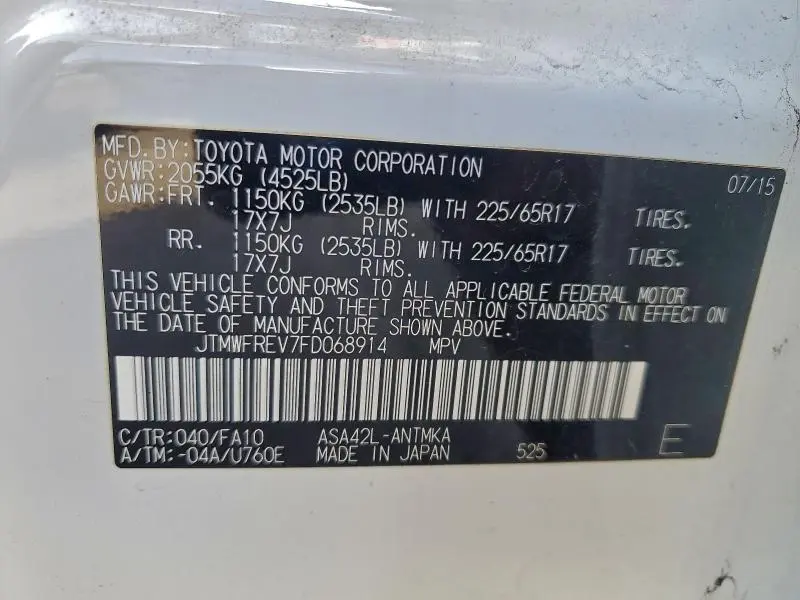 MFD. BY: TOYOTA MOTOR CORPORATION 07/15
GVWR: 2055KG (4525LB)
GAWR: FRT. 1150KG (2535LB) WITH 225/65R17 TIRES.
17X7J RIMS.
RR. 1150KG (2535LB) WITH 225/65R17 TIRES.
17X7J RIMS.
THIS VEHICLE CONFORMS TO ALL APPLICABLE FEDERAL MOTOR
VEHICLE SAFETY AND THEFT PREVENTION STANDARDS IN EFFECT ON
THE DATE OF MANUFACTURE SHOWN ABOVE.
JTMWFREV7FD068914 MPV
C/TR: 040/FA10 ASA42L-ANTMKA
A/TM: -04A/U760E MADE IN JAPAN 525 E